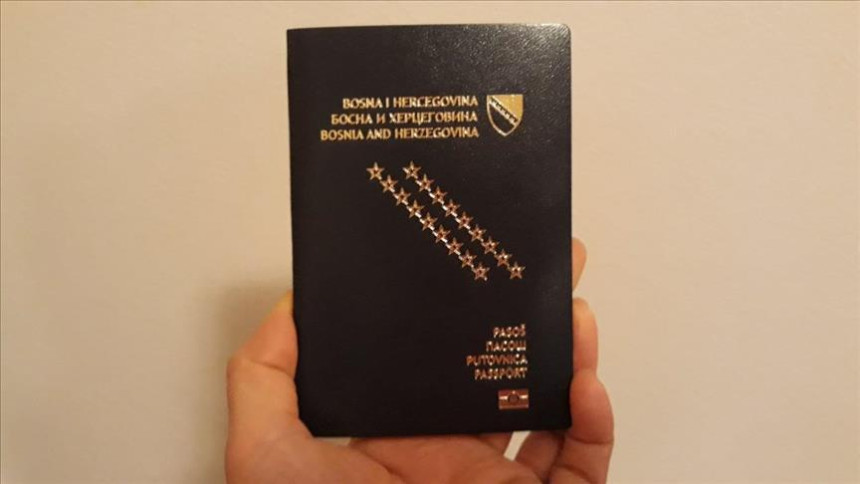 BOSNA I HERCEGOVINA
БОСНА И ХЕРЦЕГОВИНА
BOSNIA AND HERZEGOVINA
PASOŠ
ПАСОШ
PUTOVNICA
PASSPORT